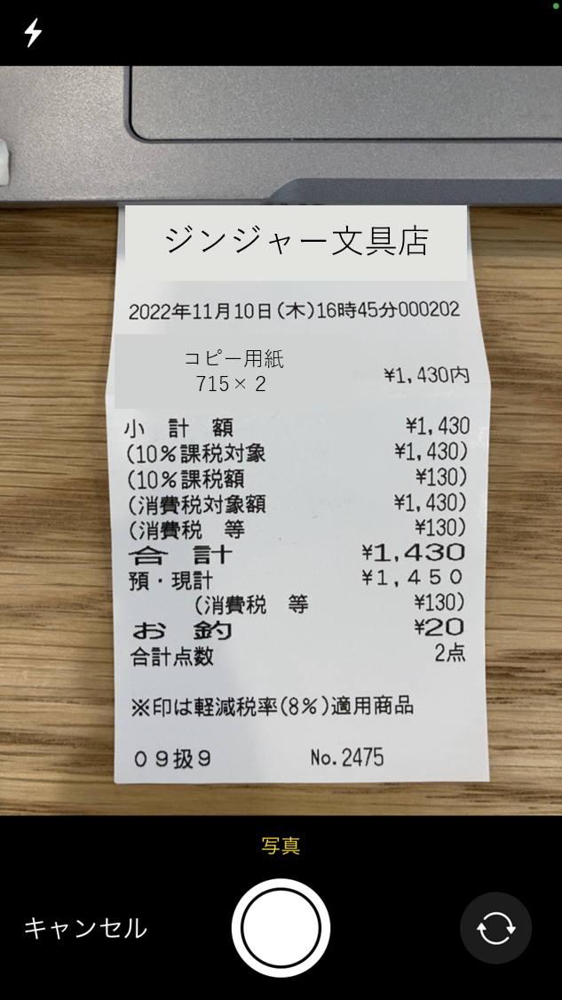 ジンジャー文具店
2022年11月10日(木)16時45分000202
コピー用紙
715×2
¥1,430内
小 計 額 ¥1,430
(10%課税対象 ¥1,430)
(10%課税額 ¥130)
(消費税対象額 ¥1,430)
(消費税 等 ¥130)
合 計 ¥1,430
預・現計 ¥1,450
(消費税 等 ¥130)
お 釣 ¥20
合計点数 2点
※印は軽減税率(8%)適用商品
09扱9 No.2475
写真
キャンセル